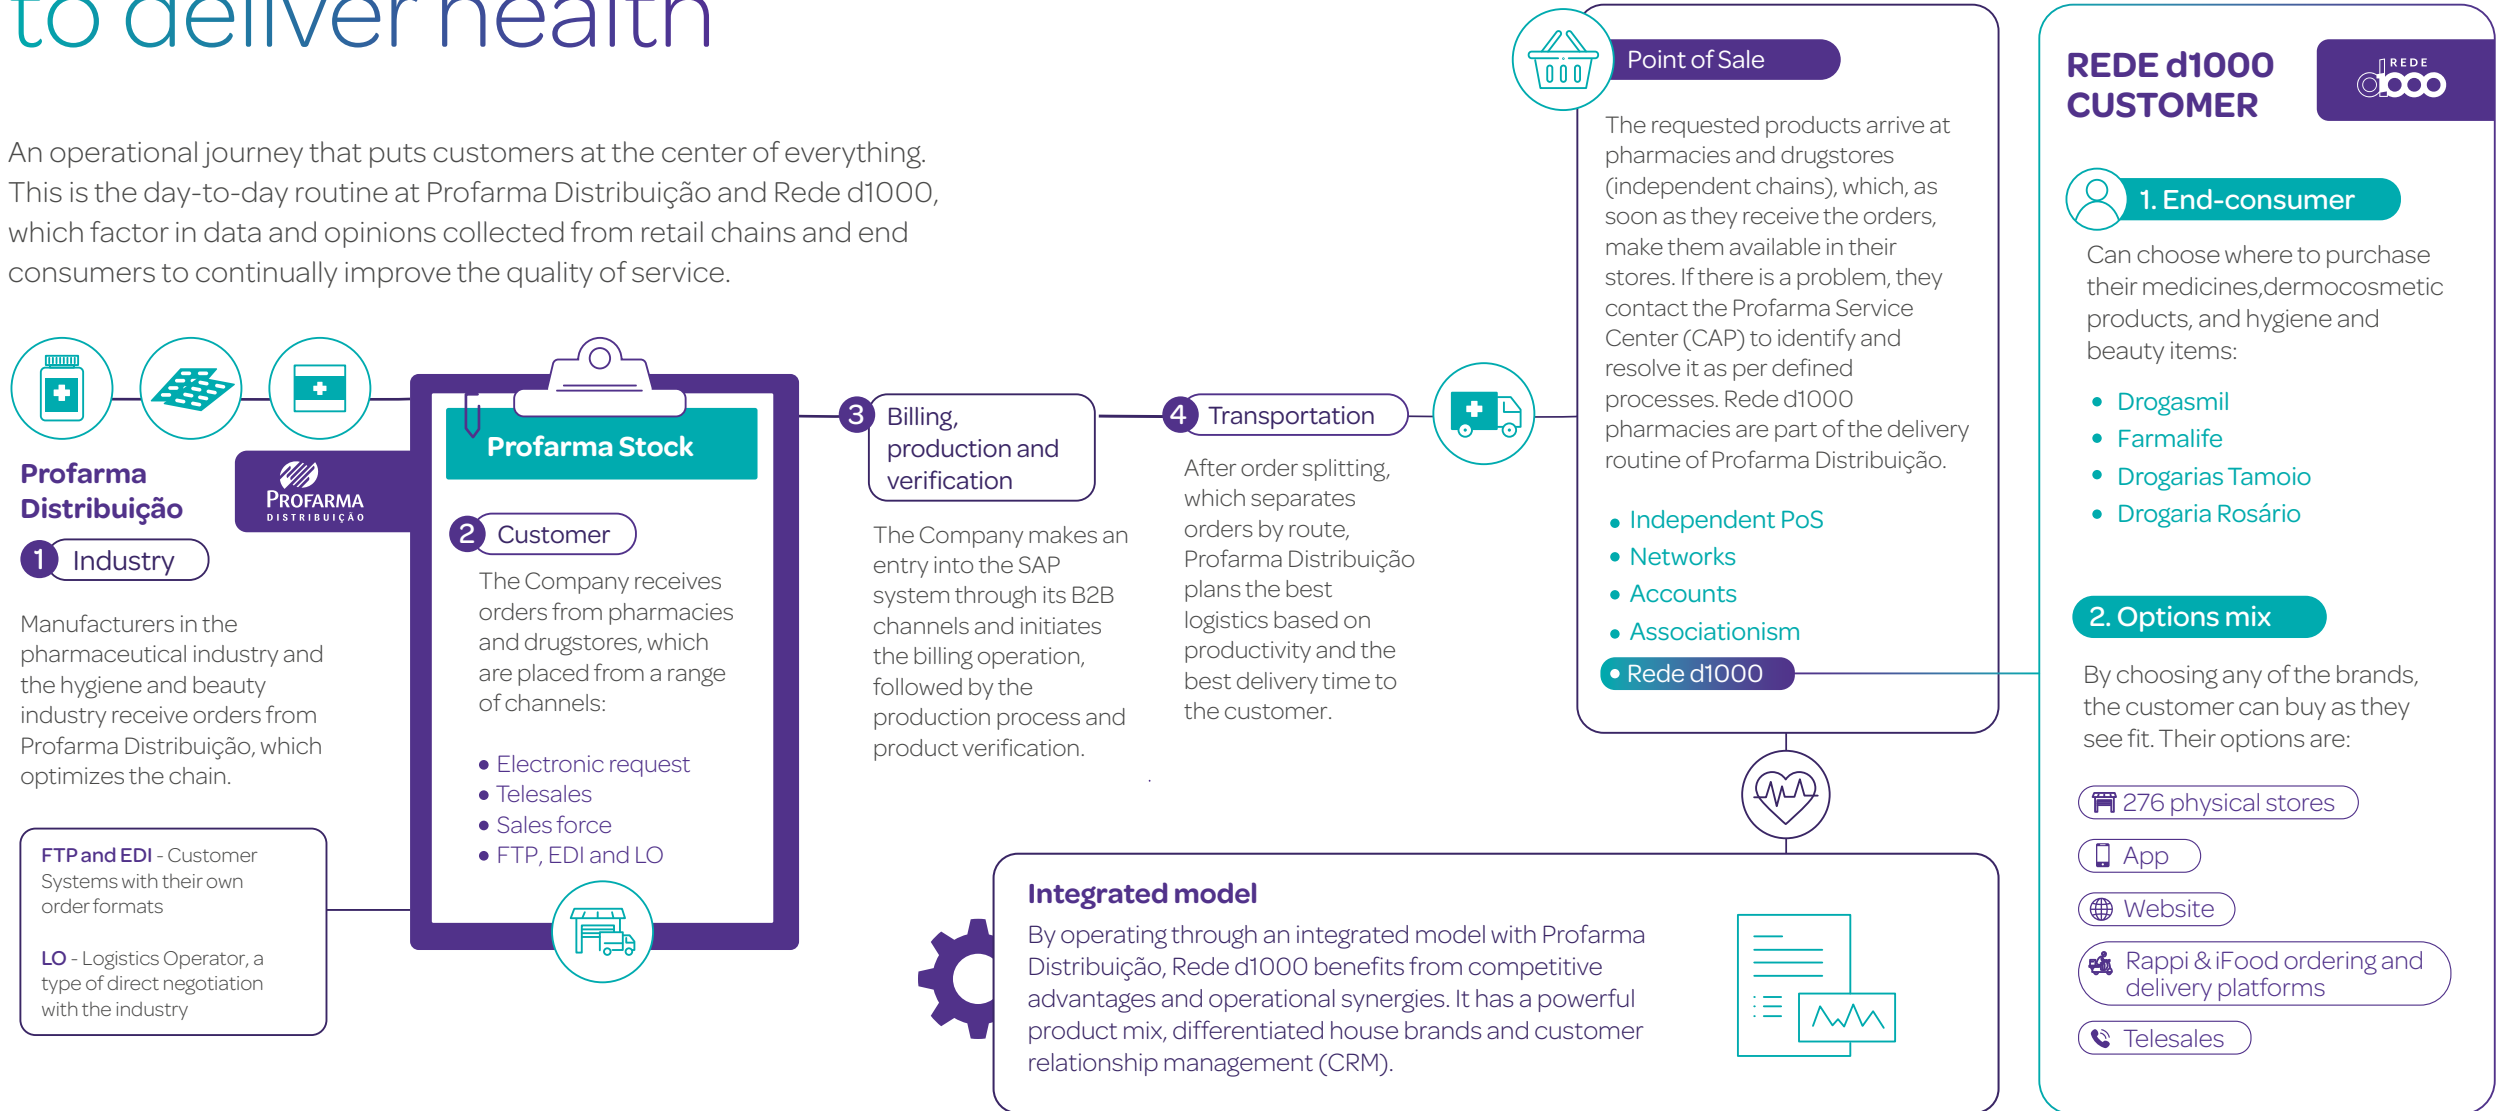 to deliver health
An operational journey that puts customers at the center of everything.
This is the day-to-day routine at Profarma Distribuição and Rede d1000,
which factor in data and opinions collected from retail chains and end
consumers to continually improve the quality of service.
Profarma
Distribuição
PROFARMA
DISTRIBUIÇÃO
1 Industry
Manufacturers in the
pharmaceutical industry and
the hygiene and beauty
industry receive orders from
Profarma Distribuição, which
optimizes the chain.
FTP and EDI - Customer
Systems with their own
order formats
LO - Logistics Operator, a
type of direct negotiation
with the industry
Profarma Stock
2 Customer
The Company receives
orders from pharmacies
and drugstores, which
are placed from a range
of channels:
• Electronic request
• Telesales
• Sales force
• FTP, EDI and LO
3 Billing,
production and
verification
The Company makes an
entry into the SAP
system through its B2B
channels and initiates
the billing operation,
followed by the
production process and
product verification.
.
4 Transportation
After order splitting,
which separates
orders by route,
Profarma Distribuição
plans the best
logistics based on
productivity and the
best delivery time to
the customer.
Point of Sale
The requested products arrive at
pharmacies and drugstores
(independent chains), which, as
soon as they receive the orders,
make them available in their
stores. If there is a problem, they
contact the Profarma Service
Center (CAP) to identify and
resolve it as per defined
processes. Rede d1000
pharmacies are part of the delivery
routine of Profarma Distribuição.
• Independent PoS
• Networks
• Accounts
• Associationism
• Rede d1000
Integrated model
By operating through an integrated model with Profarma
Distribuição, Rede d1000 benefits from competitive
advantages and operational synergies. It has a powerful
product mix, differentiated house brands and customer
relationship management (CRM).
REDE d1000
CUSTOMER
REDE
d1000
1. End-consumer
Can choose where to purchase
their medicines,dermocosmetic
products, and hygiene and
beauty items:
• Drogasmil
• Farmalife
• Drogarias Tamoio
• Drogaria Rosário
2. Options mix
By choosing any of the brands,
the customer can buy as they
see fit. Their options are:
276 physical stores
App
Website
Rappi & iFood ordering and
delivery platforms
Telesales